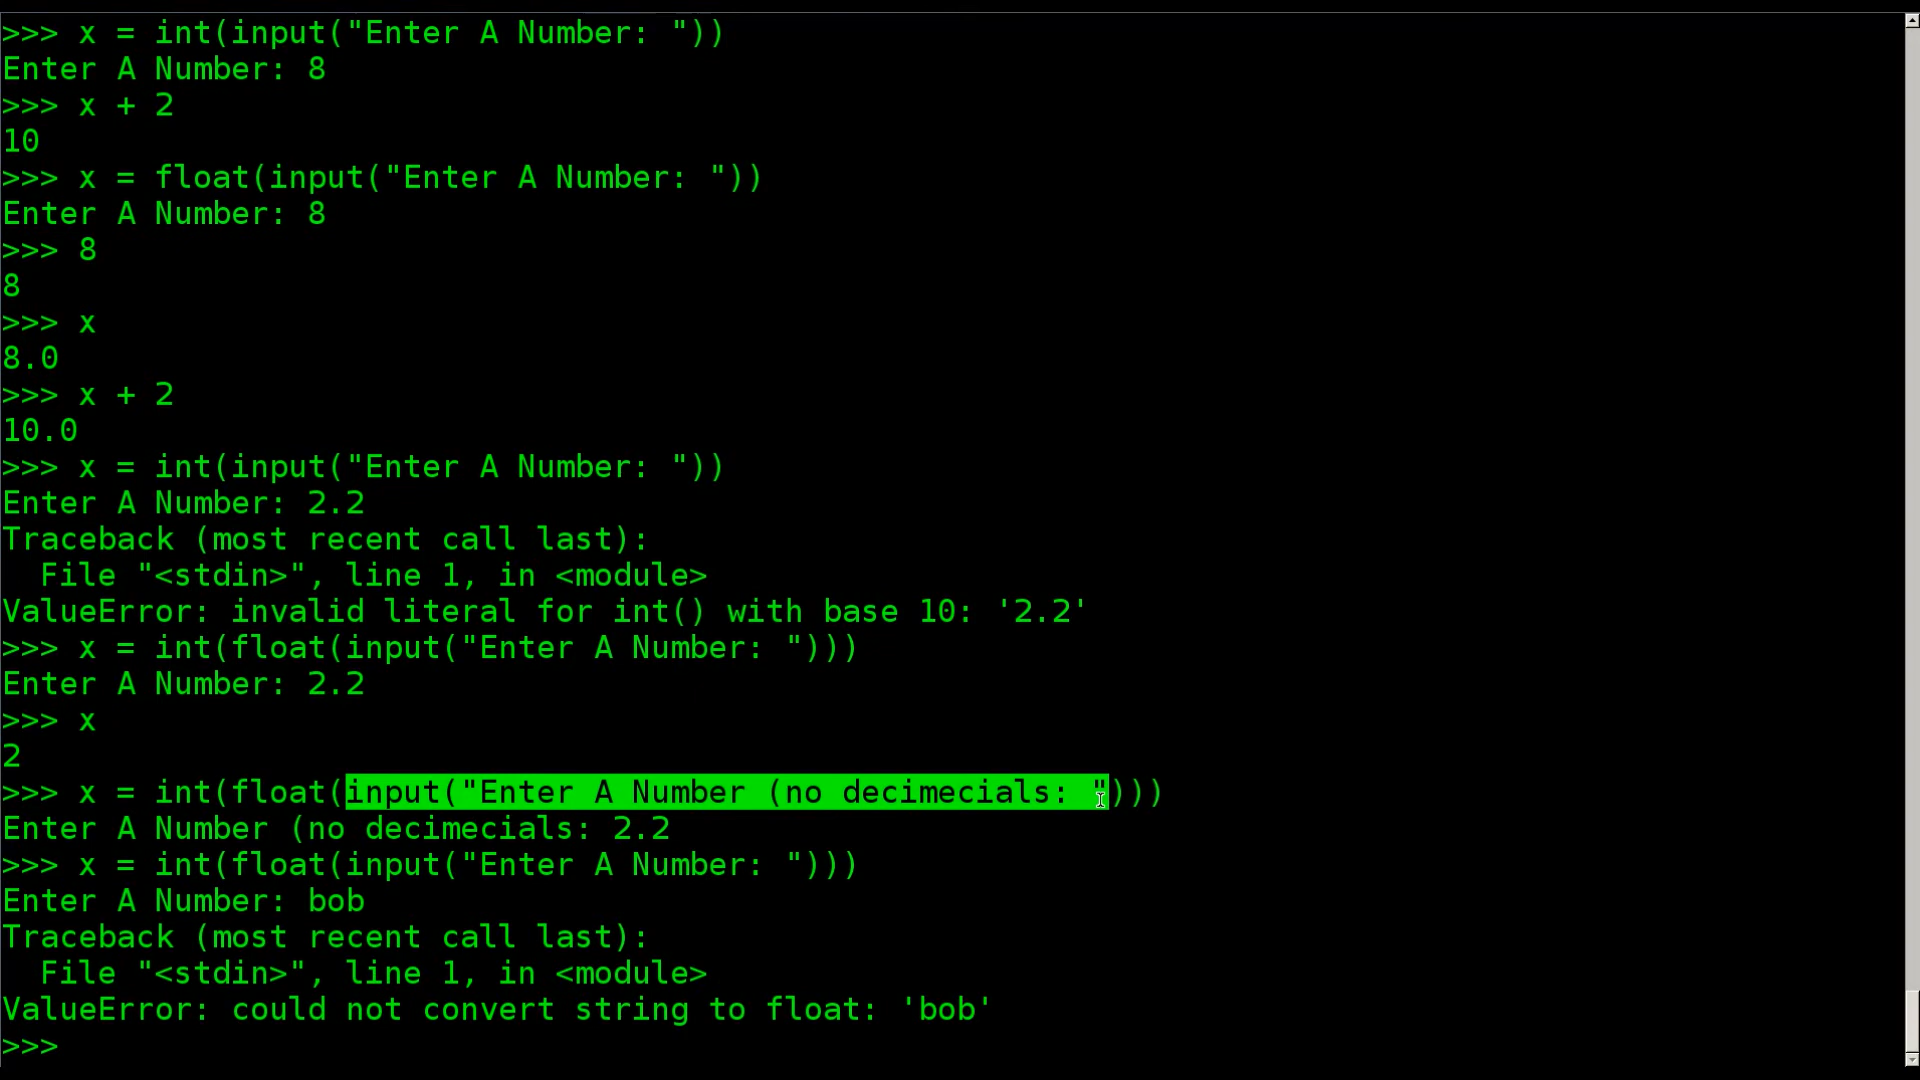 >>> x = int(input("Enter A Number: "))
Enter A Number: 8
>>> x + 2
10
>>> x = float(input("Enter A Number: "))
Enter A Number: 8
>>> 8
8
>>> x
8.0
>>> x + 2
10.0
>>> x = int(input("Enter A Number: "))
Enter A Number: 2.2
Traceback (most recent call last):
  File "<stdin>", line 1, in <module>
ValueError: invalid literal for int() with base 10: '2.2'
>>> x = int(float(input("Enter A Number: ")))
Enter A Number: 2.2
>>> x
2
>>> x = int(float(input("Enter A Number (no decimecials: ")))
Enter A Number (no decimecials: 2.2
>>> x = int(float(input("Enter A Number: ")))
Enter A Number: bob
Traceback (most recent call last):
  File "<stdin>", line 1, in <module>
ValueError: could not convert string to float: 'bob'
>>>